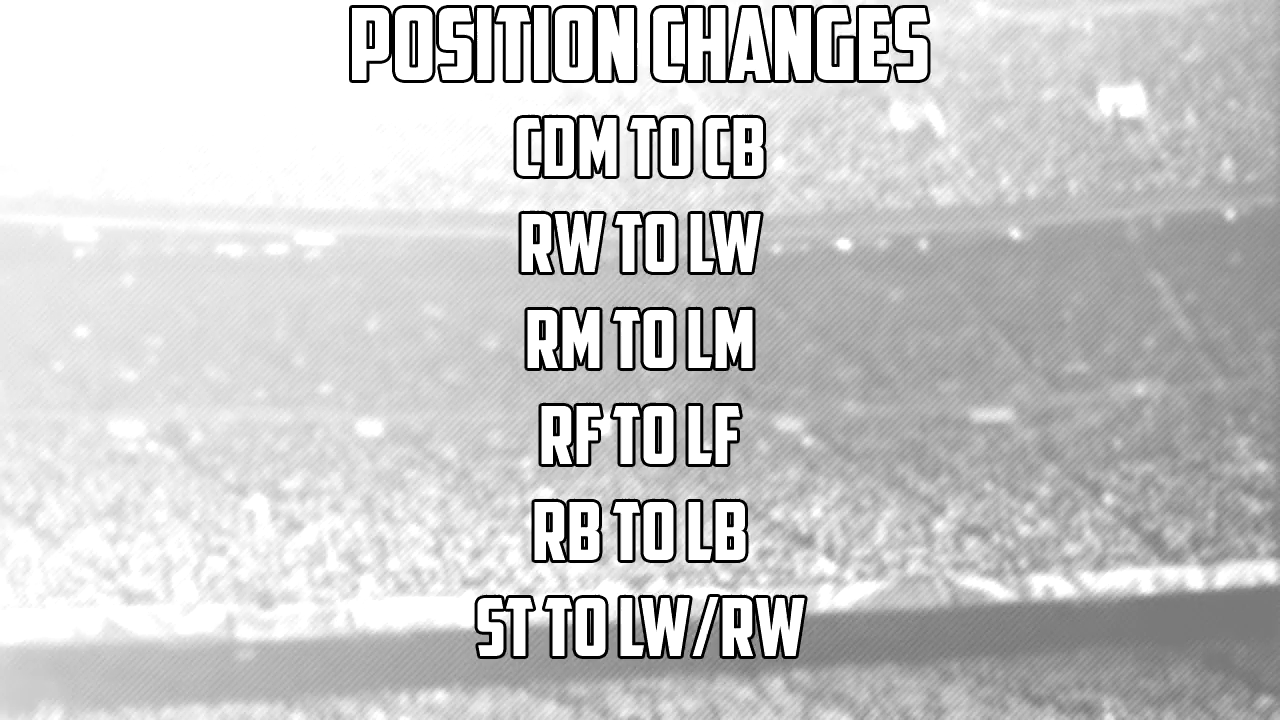 POSITION CHANGES
CDM TO CB
RW TO LW
RM TO LM
RF TO LF
RB TO LB
ST TO LW/RW